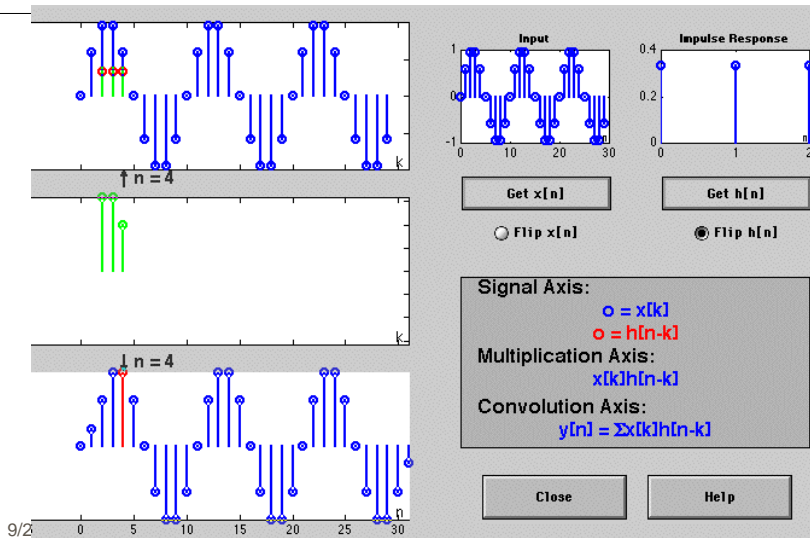 k
n = 4
k
n = 4
n
0 5 10 15 20 25 30
9/2
Input
1
0
-1
0 10 20 30
n
Impulse Response
0.4
0.2
0
0 1 2
n
Get x[n]
Get h[n]
Flip x[n]
Flip h[n]
Signal Axis:
o = x[k]
o = h[n-k]
Multiplication Axis:
x[k]h[n-k]
Convolution Axis:
y[n] = Σx[k]h[n-k]
Close
Help